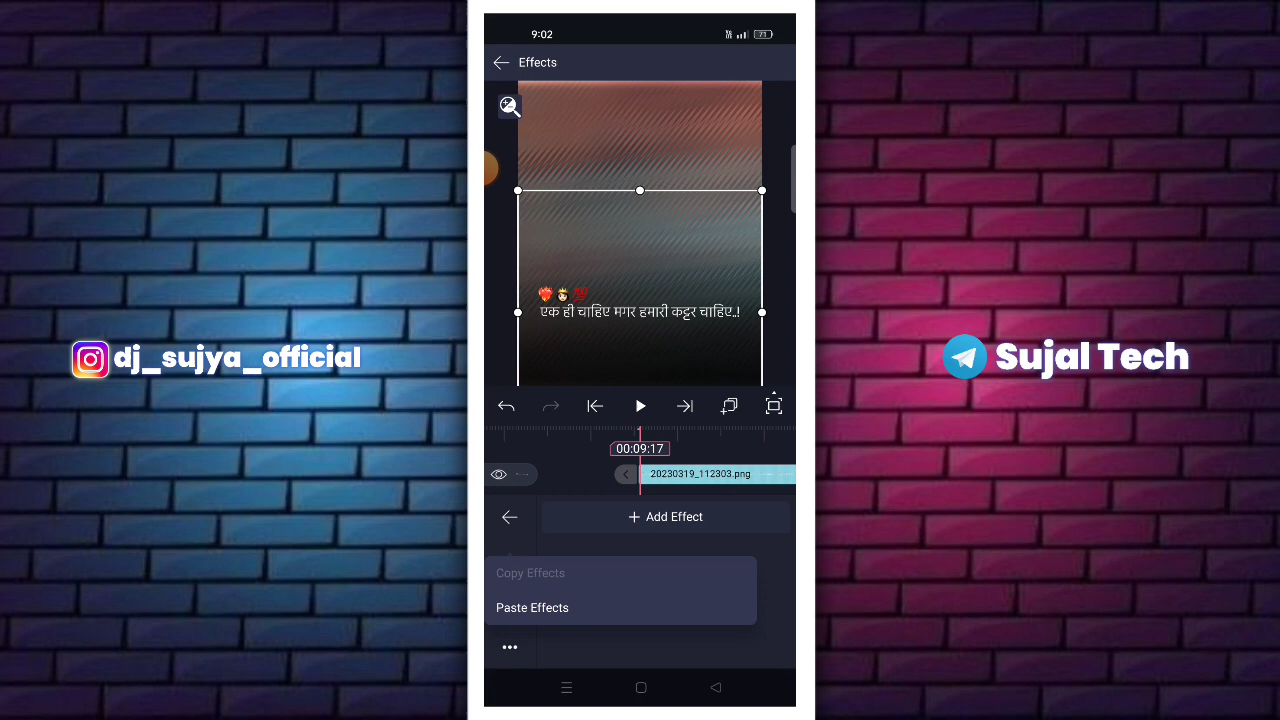 9:02
71
Effects
❤️‍🔥👸🏻💯
एक ही चाहिए मगर हमारी कट्टर चाहिए..!
dj_sujya_official
Sujal Tech
00:09:17
20230319_112303.png
+ Add Effect
Copy Effects
Paste Effects